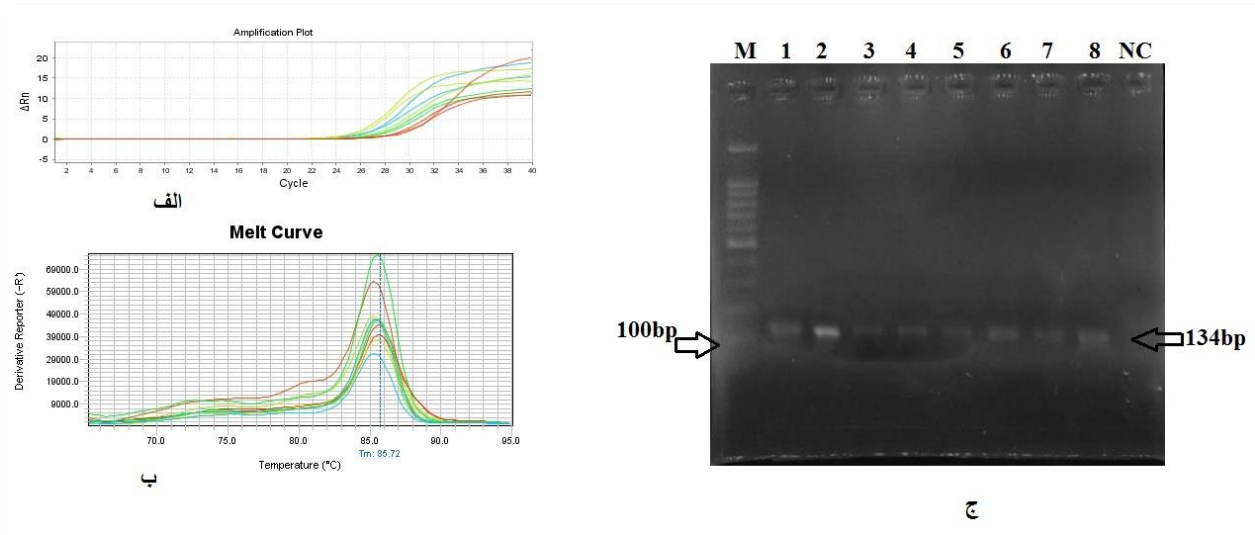 Amplification Plot
ΔRn
20
15
10
5
0
-5
2 4 6 8 10 12 14 16 18 20 22 24 26 28 30 32 34 36 38 40
Cycle
الف
Melt Curve
Derivative Reporter (-R')
69000.0
59000.0
49000.0
39000.0
29000.0
19000.0
9000.0
70.0 75.0 80.0 85.0 90.0 95.0
Tm: 85.72
Temperature (°C)
ب
M 1 2 3 4 5 6 7 8 NC
100bp
134bp
ج